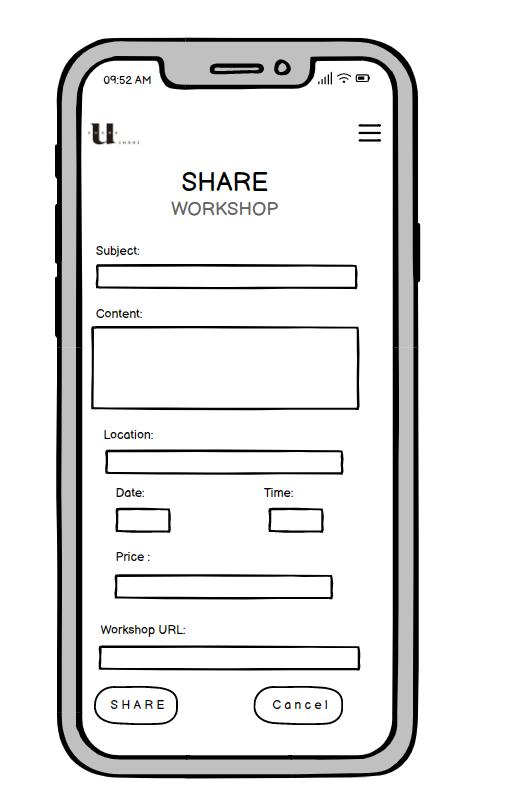 09:52 AM
U
SHARE
SHARE
WORKSHOP
Subject:
Content:
Location:
Date: Time:
Price :
Workshop URL:
SHARE Cancel